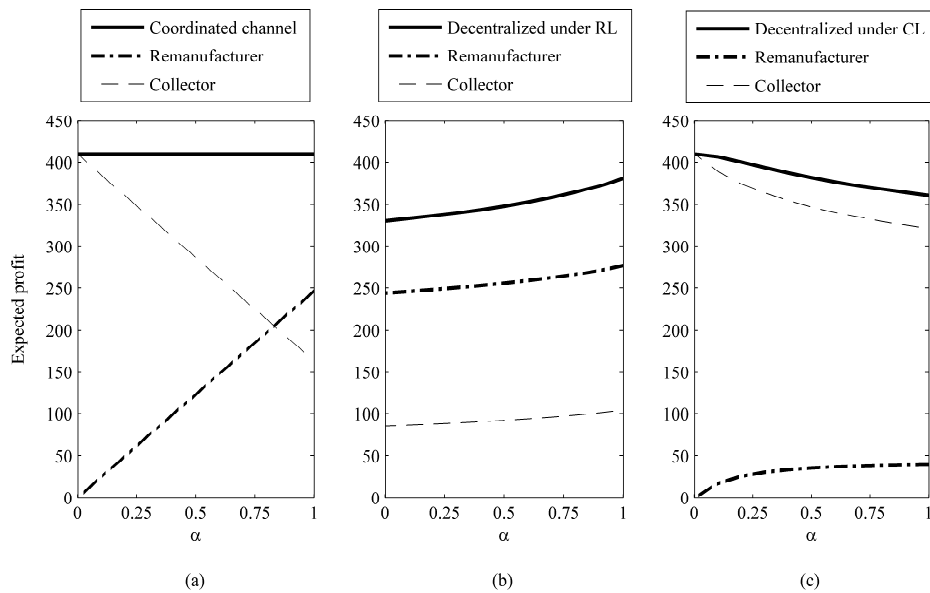 Coordinated channel
Remanufacturer
Collector
Decentralized under RL
Remanufacturer
Collector
Decentralized under CL
Remanufacturer
Collector
Expected profit
450
400
350
300
250
200
150
100
50
0
0 0.25 0.5 0.75 1
α
(a)
450
400
350
300
250
200
150
100
50
0
0 0.25 0.5 0.75 1
α
(b)
450
400
350
300
250
200
150
100
50
0
0 0.25 0.5 0.75 1
α
(c)